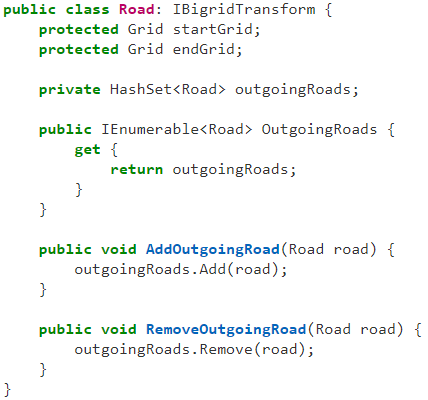 public class Road: IBigridTransform {
    protected Grid startGrid;
    protected Grid endGrid;

    private HashSet<Road> outgoingRoads;

    public IEnumerable<Road> OutgoingRoads {
        get {
            return outgoingRoads;
        }
    }

    public void AddOutgoingRoad(Road road) {
        outgoingRoads.Add(road);
    }

    public void RemoveOutgoingRoad(Road road) {
        outgoingRoads.Remove(road);
    }
}